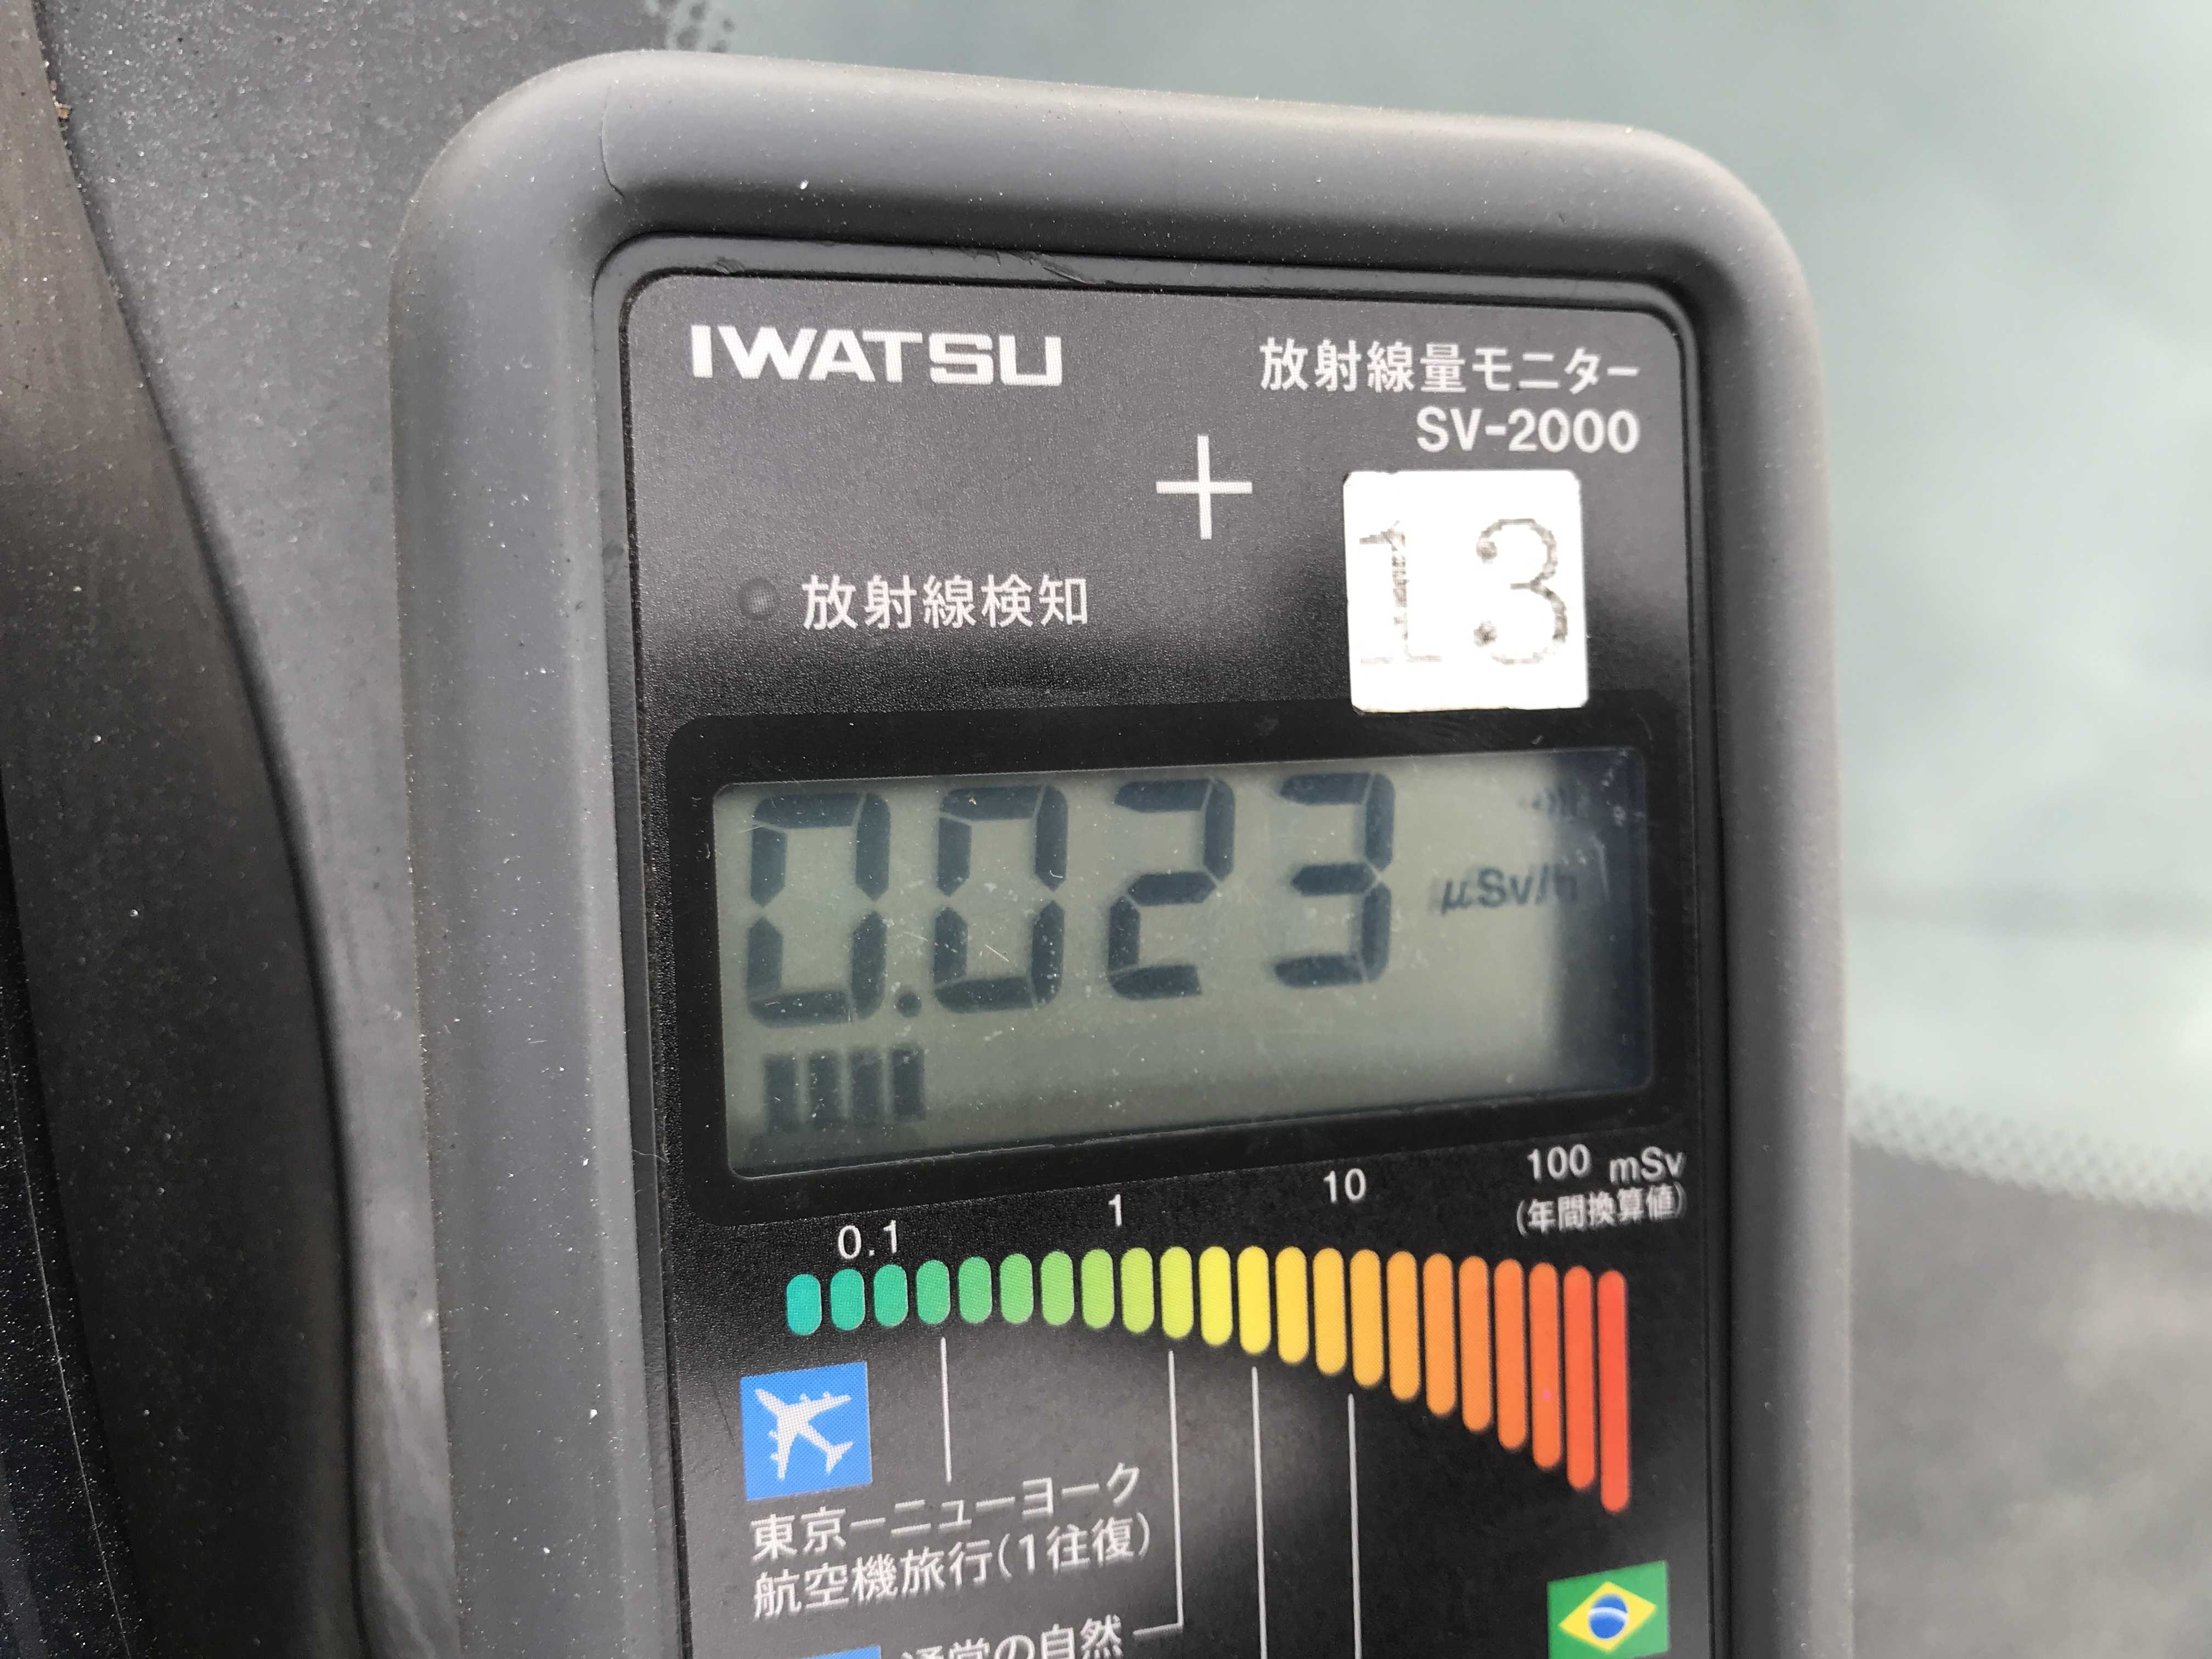 IWATSU
放射線量モニター
SV-2000
13
放射線検知
0.023 μSv/h
0.1 1 10 100 mSv
(年間換算値)
東京ーニューヨーク
航空機旅行(1往復)
通常の自然